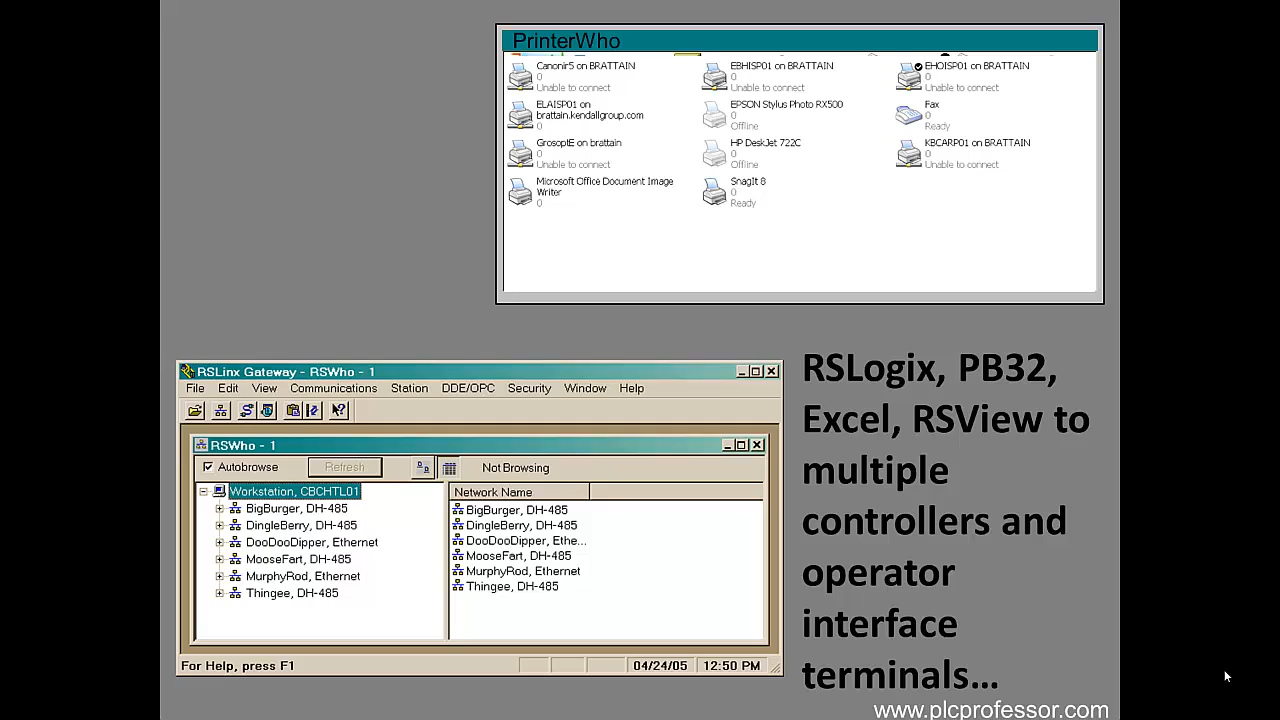 PrinterWho
Canonir5 on BRATTAIN
0
Unable to connect
EBHISP01 on BRATTAIN
0
Unable to connect
EHOISP01 on BRATTAIN
0
Unable to connect
ELAISP01 on
brattain.kendallgroup.com
0
EPSON Stylus Photo RX500
0
Offline
Fax
0
Ready
GrosoptE on brattain
0
Unable to connect
HP DeskJet 722C
0
Offline
KBCARP01 on BRATTAIN
0
Unable to connect
Microsoft Office Document Image
Writer
0
SnagIt 8
0
Ready
RSLinx Gateway - RSWho - 1
File Edit View Communications Station DDE/OPC Security Window Help
RSWho - 1
Autobrowse Refresh Not Browsing
Workstation, CBCHTL01
BigBurger, DH-485
DingleBerry, DH-485
DooDooDipper, Ethernet
MooseFart, DH-485
MurphyRod, Ethernet
Thingee, DH-485
Network Name
BigBurger, DH-485
DingleBerry, DH-485
DooDooDipper, Ethe...
MooseFart, DH-485
MurphyRod, Ethernet
Thingee, DH-485
For Help, press F1 04/24/05 12:50 PM
RSLogix, PB32,
Excel, RSView to
multiple
controllers and
operator
interface
terminals...
www.plcprofessor.com